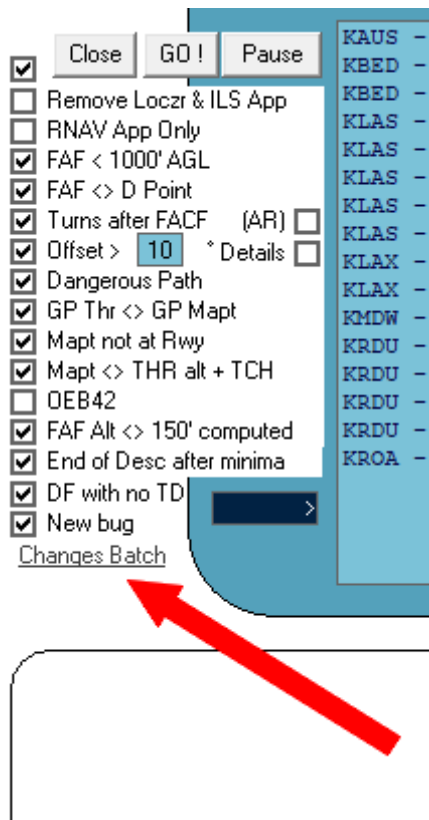 Close GO ! Pause
Remove Loczr & ILS App
RNAV App Only
FAF < 1000' AGL
FAF <> D Point
Turns after FACF (AR)
Offset > 10 ° Details
Dangerous Path
GP Thr <> GP Mapt
Mapt not at Rwy
Mapt <> THR alt + TCH
OEB42
FAF Alt <> 150' computed
End of Desc after minima
DF with no TD
New bug
Changes Batch
>
KAUS -
KBED -
KBED -
KLAS -
KLAS -
KLAS -
KLAS -
KLAS -
KLAX -
KLAX -
KMDW -
KRDU -
KRDU -
KRDU -
KRDU -
KROA -